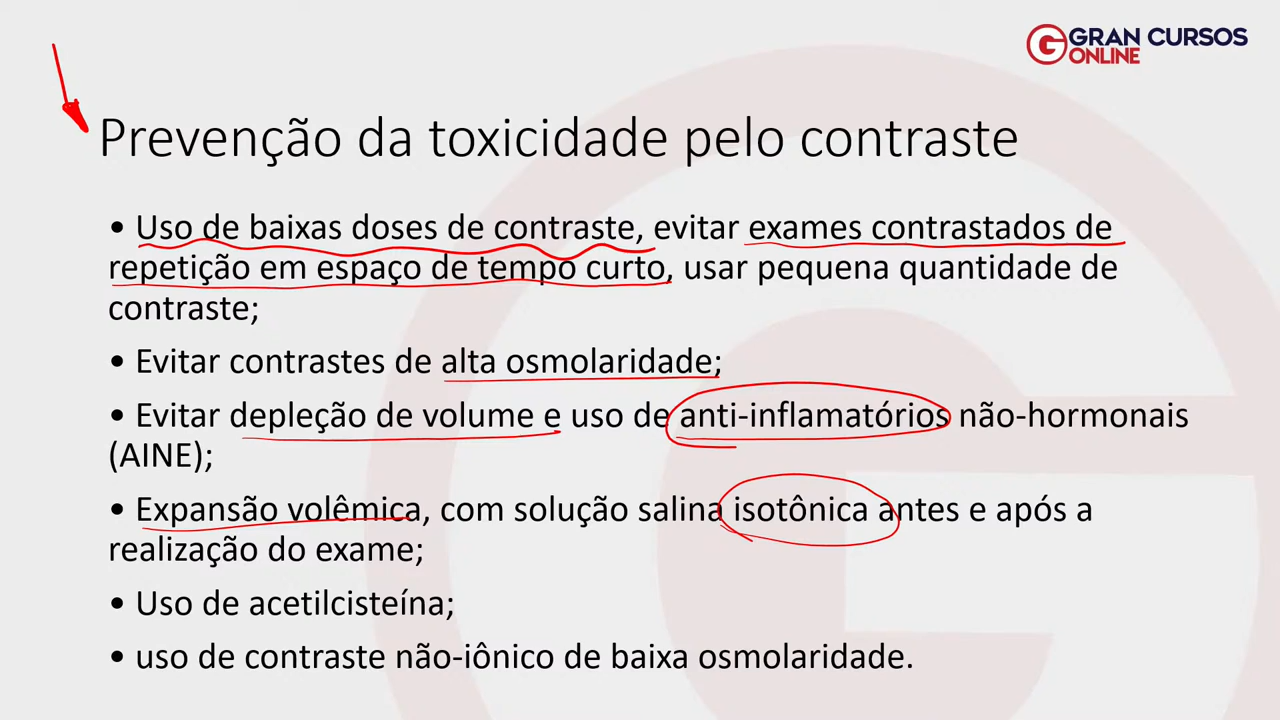 GRAN CURSOS
ONLINE
Prevenção da toxicidade pelo contraste
• Uso de baixas doses de contraste, evitar exames contrastados de
repetição em espaço de tempo curto, usar pequena quantidade de
contraste;
• Evitar contrastes de alta osmolaridade;
• Evitar depleção de volume e uso de anti-inflamatórios não-hormonais
(AINE);
• Expansão volêmica, com solução salina isotônica antes e após a
realização do exame;
• Uso de acetilcisteína;
• uso de contraste não-iônico de baixa osmolaridade.